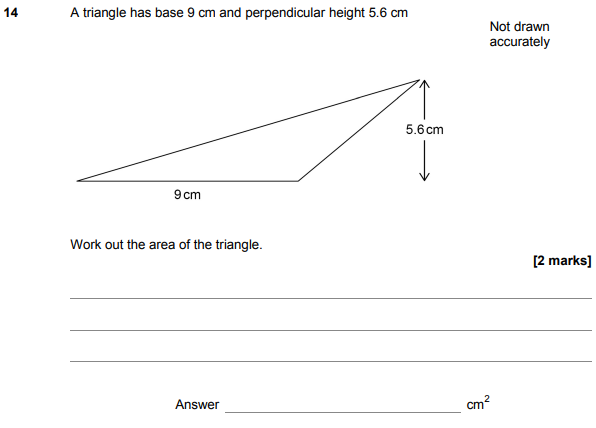 14 A triangle has base 9 cm and perpendicular height 5.6 cm
Not drawn
accurately
5.6 cm
9 cm
Work out the area of the triangle.
[2 marks]
Answer cm²